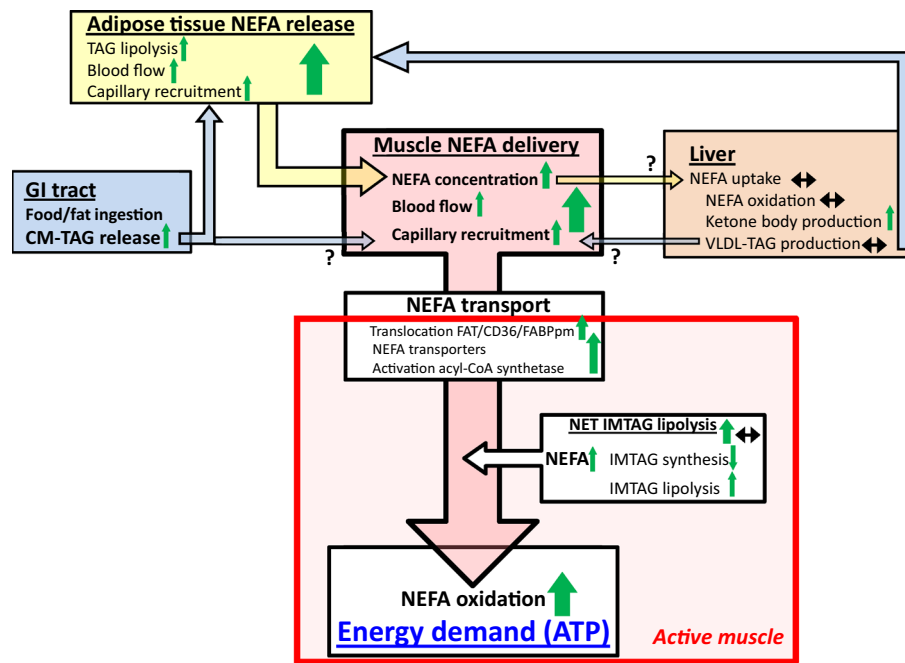 Adipose tissue NEFA release
TAG lipolysis
Blood flow
Capillary recruitment
Muscle NEFA delivery
NEFA concentration
Blood flow
Capillary recruitment
?
Liver
NEFA uptake
NEFA oxidation
Ketone body production
VLDL-TAG production
?
GI tract
Food/fat ingestion
CM-TAG release
?
NEFA transport
Translocation FAT/CD36/FABPpm
NEFA transporters
Activation acyl-CoA synthetase
NET IMTAG lipolysis
NEFA IMTAG synthesis
IMTAG lipolysis
NEFA oxidation
Energy demand (ATP)
Active muscle